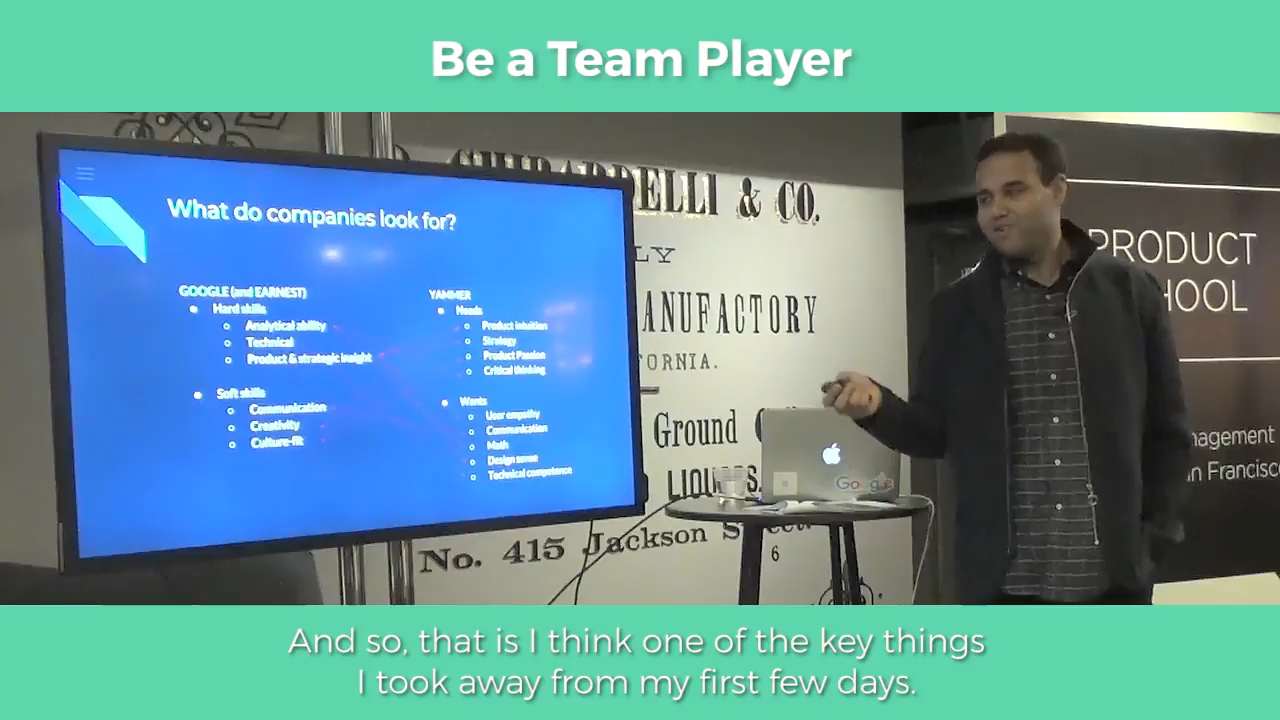 Be a Team Player
What do companies look for?
GOOGLE (and EARNEST)
Hard skills
Analytical ability
Technical
Product & strategic insight
Soft skills
Communication
Creativity
Culture-fit
YAMMER
Needs
Product intuition
Strategy
Product Passion
Critical thinking
Wants
User empathy
Communication
Math
Design sense
Technical competence
& CO.
LY
ANUFACTORY
ORNIA.
Ground
No. 415 Jackson
6
Google
PRODUCT
HOOL
nagement
n Francisco
And so, that is I think one of the key things
I took away from my first few days.